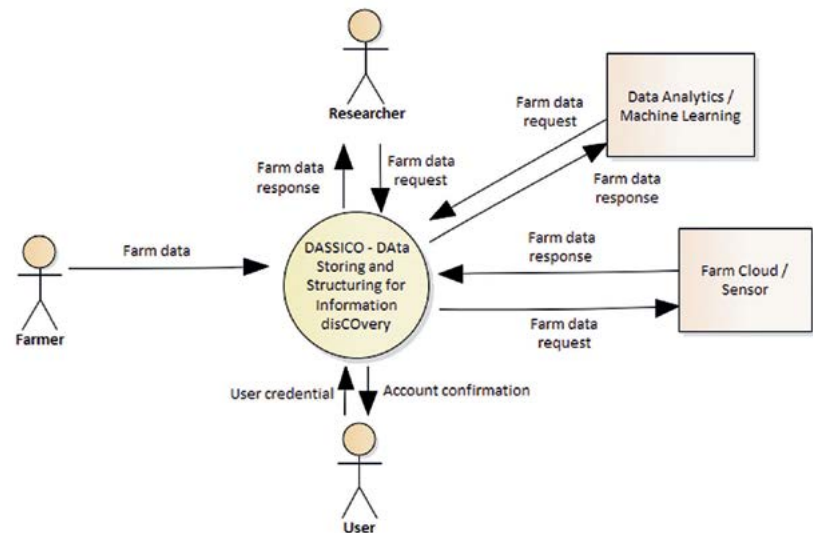 Researcher
Farm data
response
Farm data
request
Farm data
request
Data Analytics /
Machine Learning
Farm data
response
Farmer
Farm data
DASSICO - DAta
Storing and
Structuring for
Information
disCOvery
Farm data
response
Farm Cloud /
Sensor
Farm data
request
User credential
Account confirmation
User